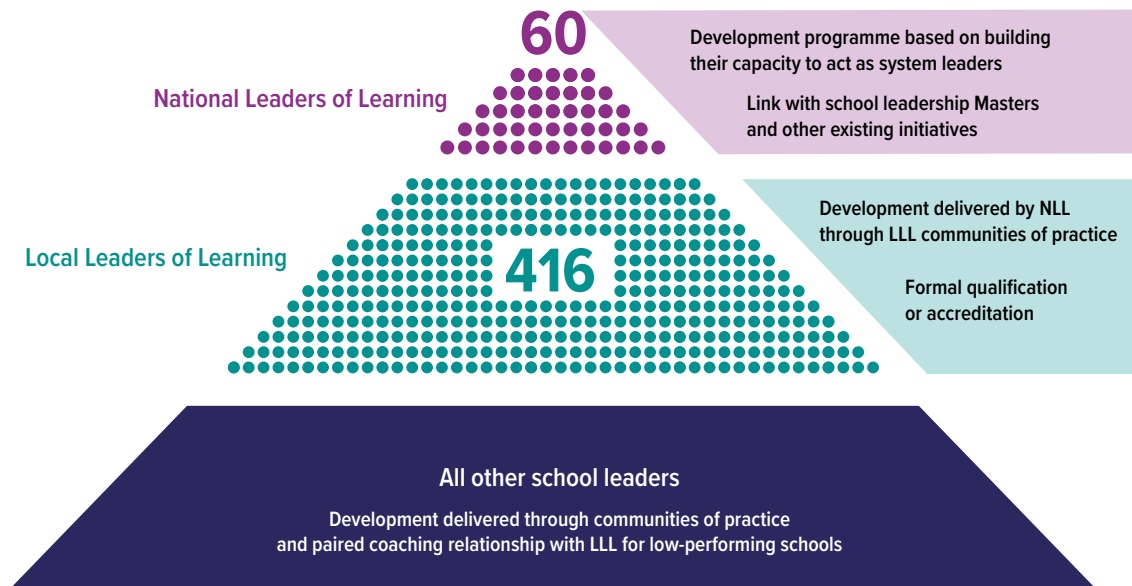 60
National Leaders of Learning
Development programme based on building
their capacity to act as system leaders
Link with school leadership Masters
and other existing initiatives
Local Leaders of Learning
416
Development delivered by NLL
through LLL communities of practice
Formal qualification
or accreditation
All other school leaders
Development delivered through communities of practice
and paired coaching relationship with LLL for low-performing schools